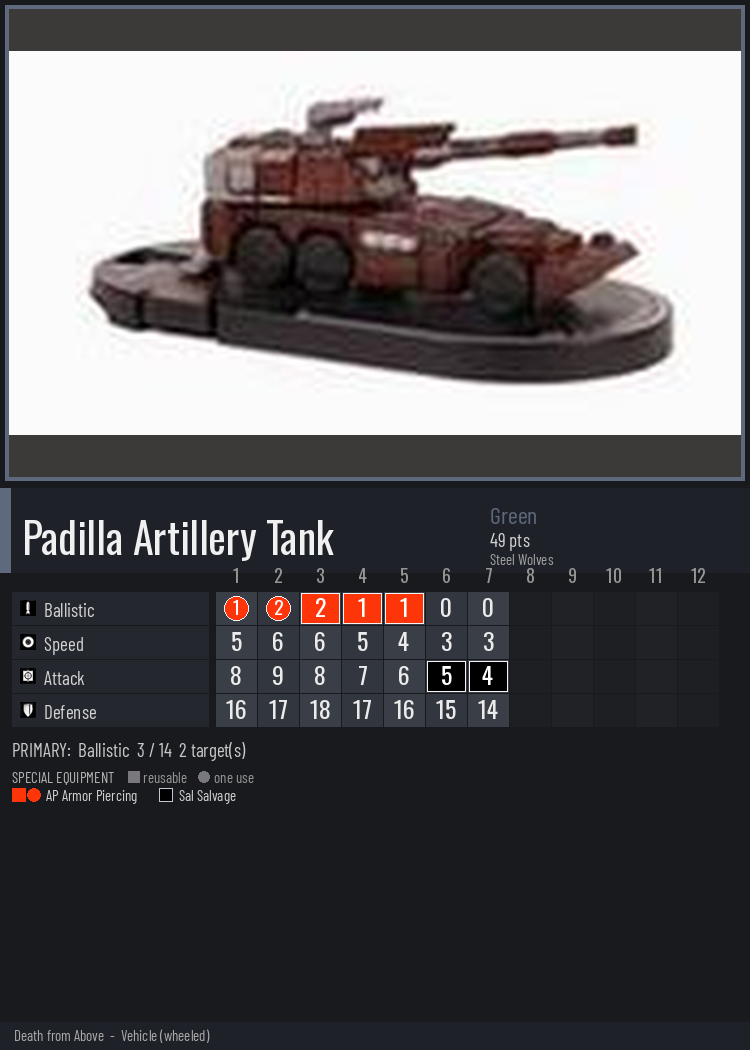 Padilla Artillery Tank
Green
49 pts
Steel Wolves
1 2 3 4 5 6 7 8 9 10 11 12
Ballistic 1 2 2 1 1 0 0
Speed 5 6 6 5 4 3 3
Attack 8 9 8 7 6 5 4
Defense 16 17 18 17 16 15 14
PRIMARY: Ballistic 3 / 14 2 target(s)
SPECIAL EQUIPMENT reusable one use
AP Armor Piercing Sal Salvage
Death from Above - Vehicle (wheeled)